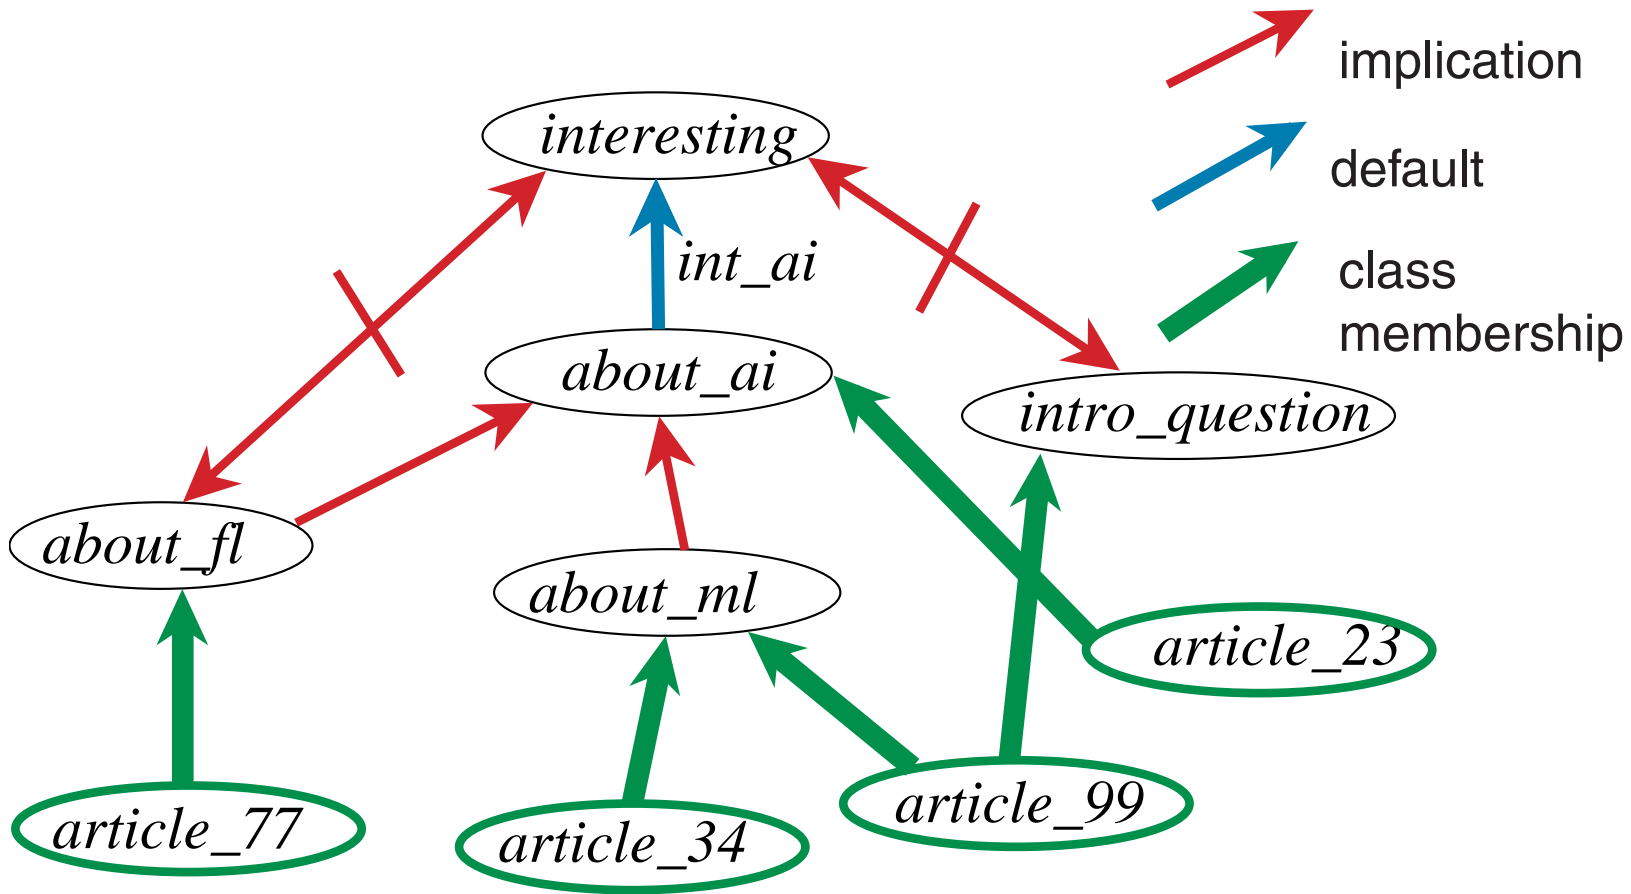 implication
interesting
default
int_ai
class
membership
about_ai
intro_question
about_fl
about_ml
article_23
article_99
article_77
article_34